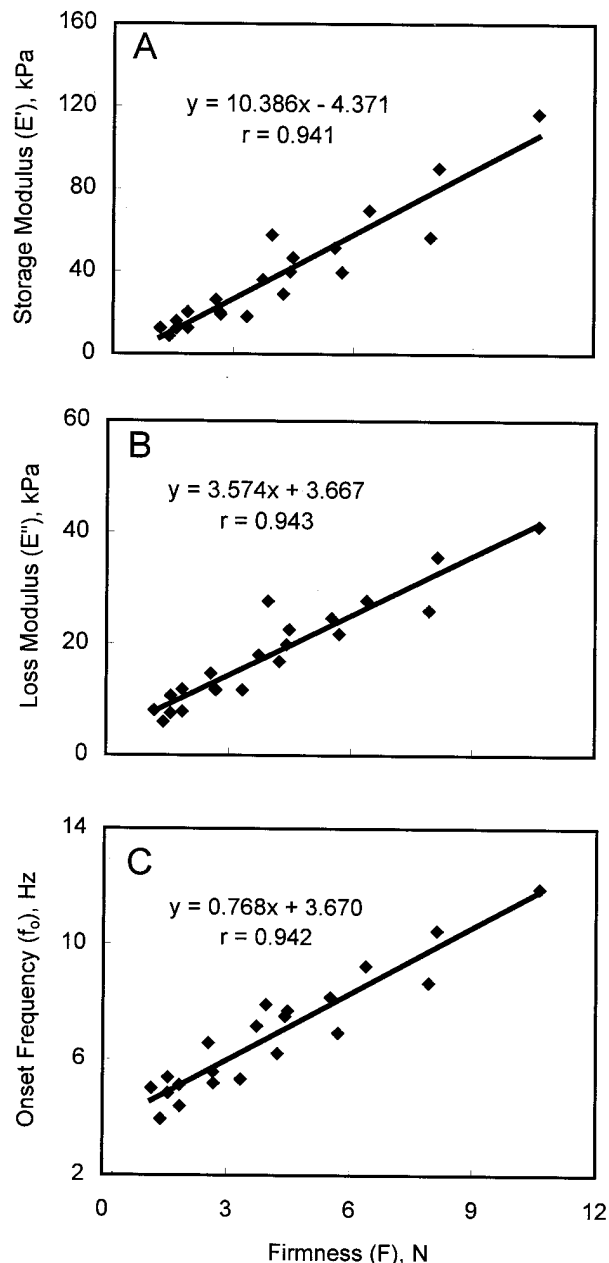 A
160
120
80
40
0
Storage Modulus (E'), kPa
y = 10.386x - 4.371
r = 0.941
B
60
40
20
0
Loss Modulus (E"), kPa
y = 3.574x + 3.667
r = 0.943
C
14
10
6
2
Onset Frequency (fₒ), Hz
y = 0.768x + 3.670
r = 0.942
0 3 6 9 12
Firmness (F), N